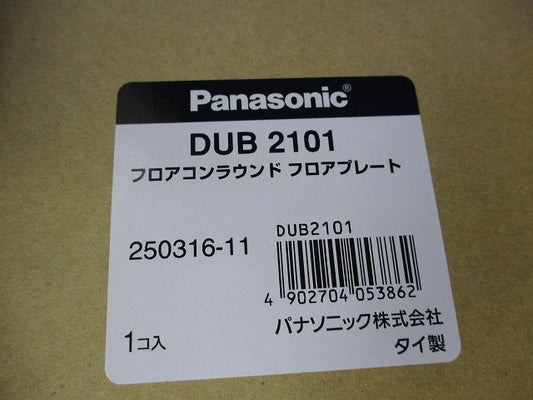 Panasonic®
DUB 2101
フロアコンラウンド フロアプレート
DUB2101
250316-11
4 902704 053862
パナソニック株式会社
1コ入
タイ製